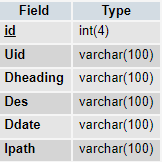 Field Type
id int(4)
Uid varchar(100)
Dheading varchar(100)
Des varchar(100)
Ddate varchar(100)
Ipath varchar(100)